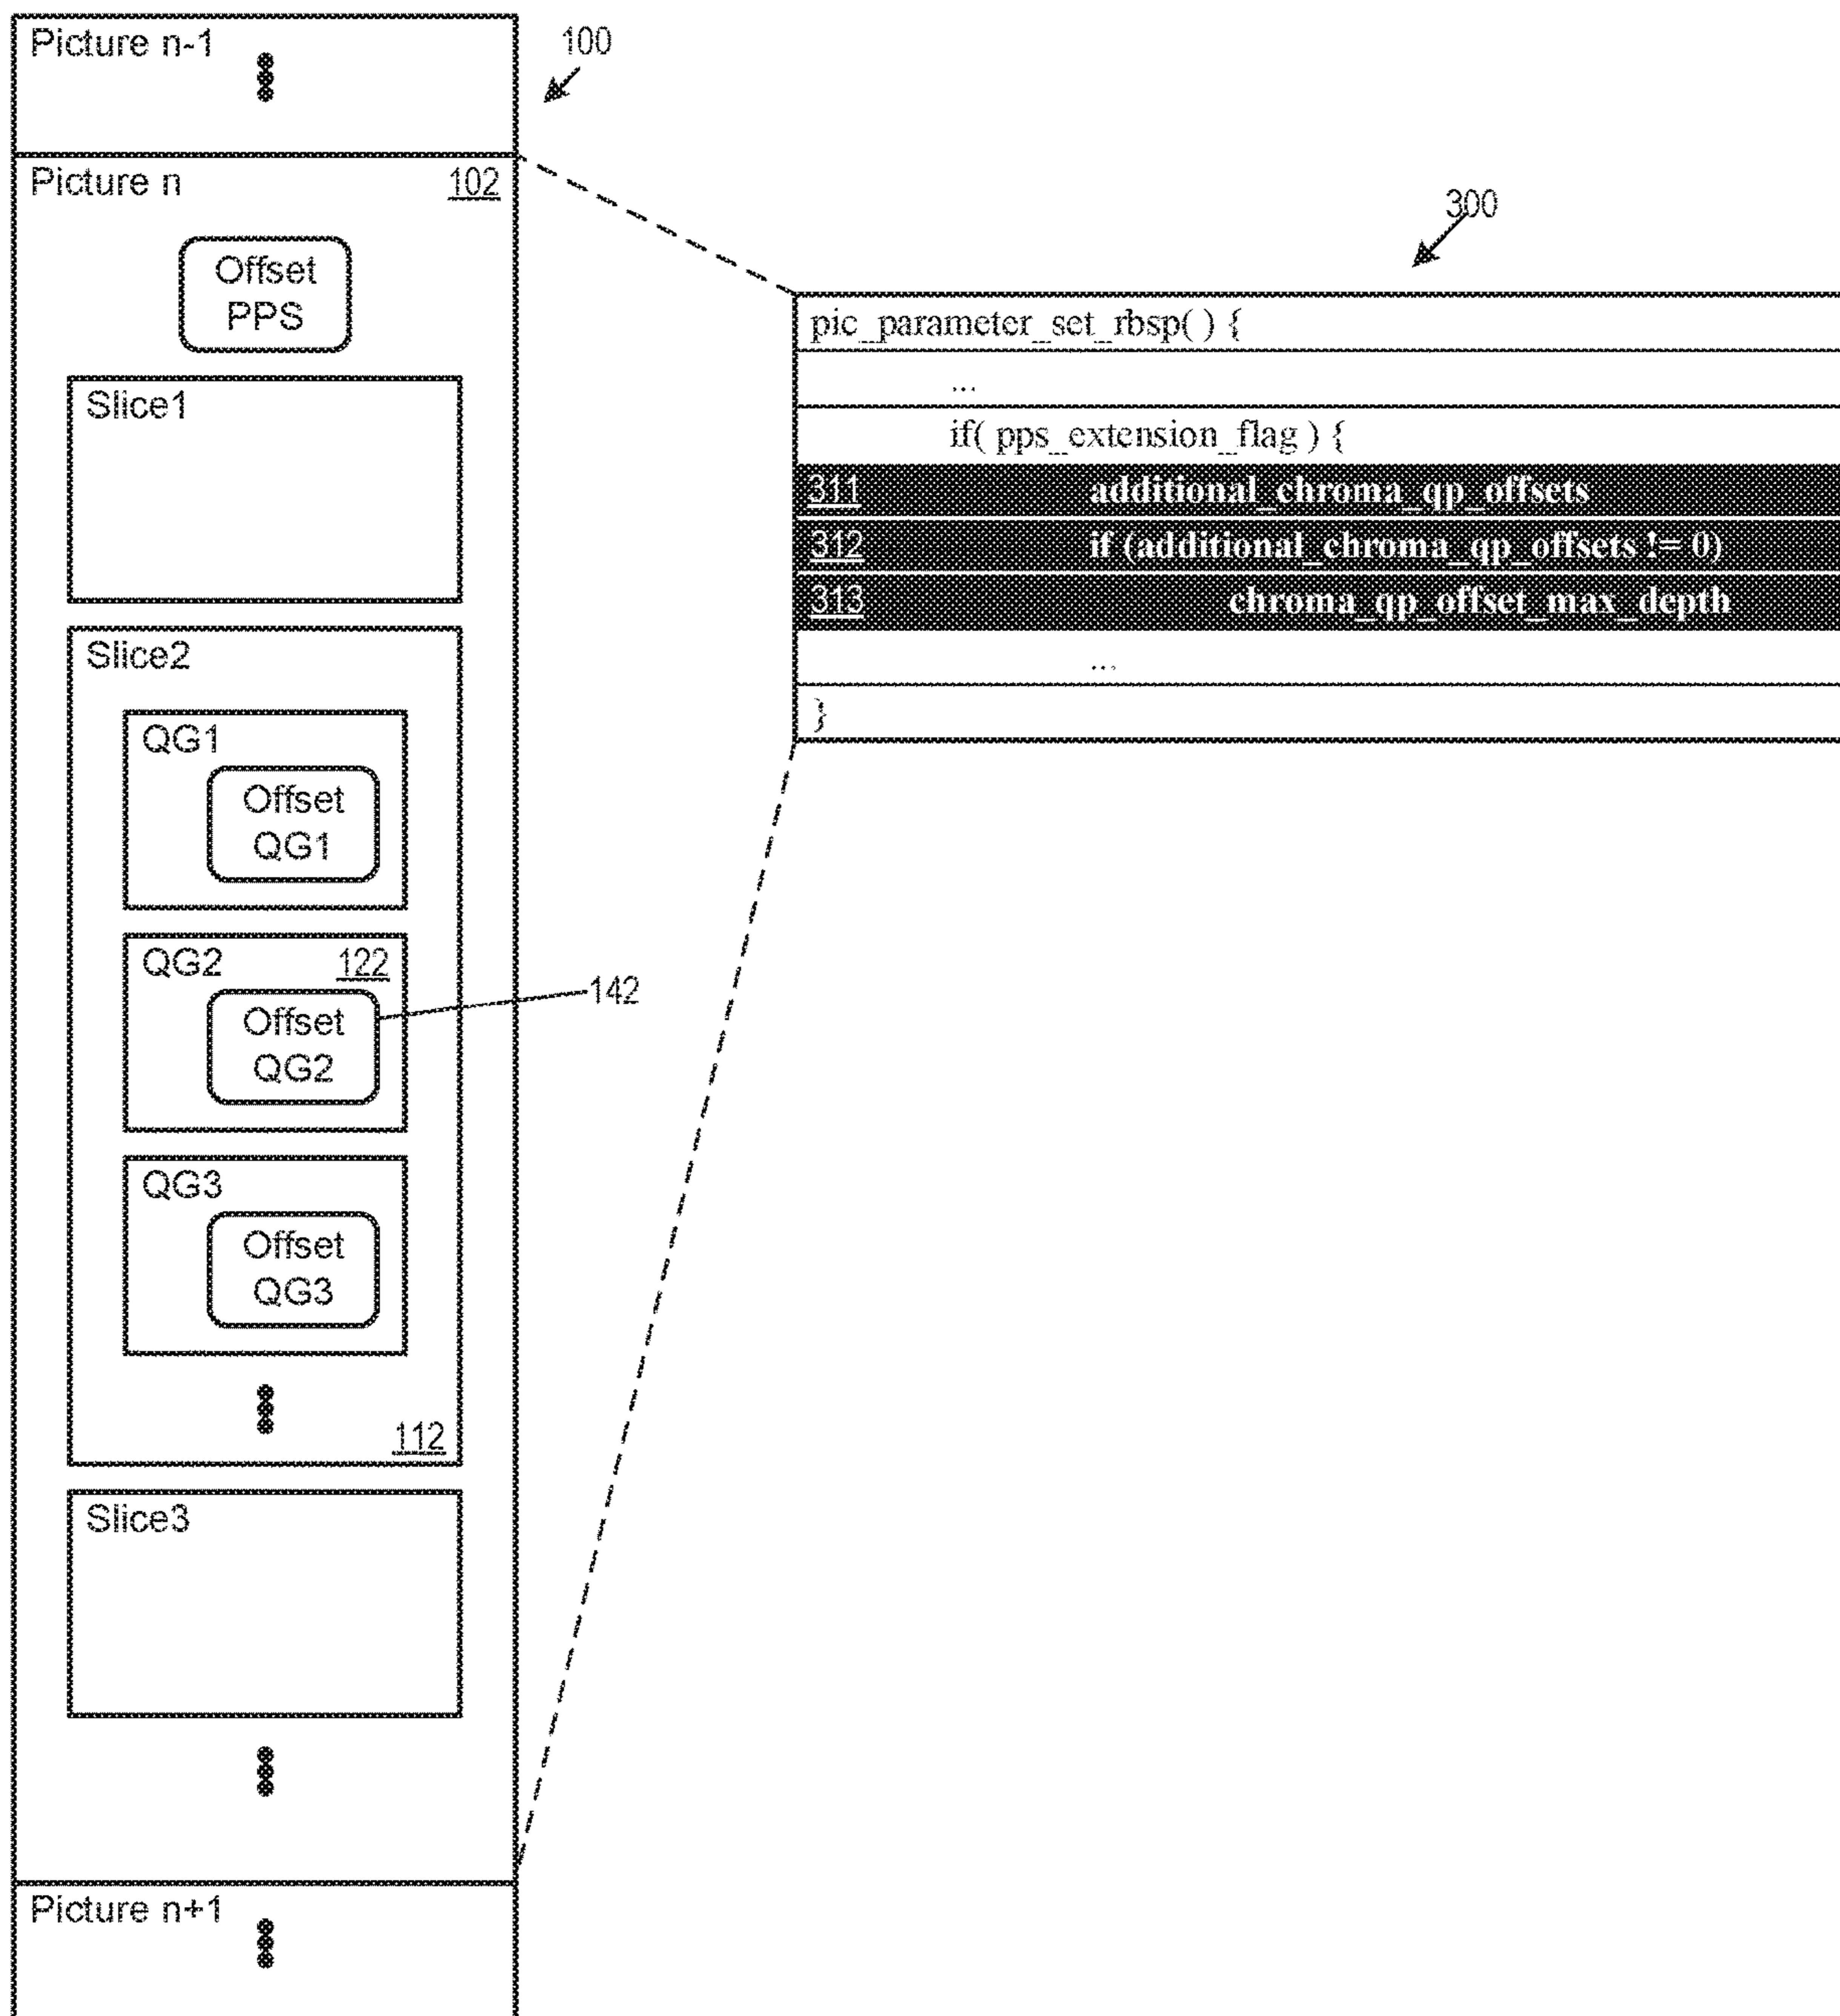 Picture n-1
100
Picture n
102
Offset
PPS
Slice1
Slice2
QG1
Offset
QG1
QG2
122
Offset
QG2
142
QG3
Offset
QG3
112
Slice3
Picture n+1
300
pic_parameter_set_rbsp( ) {
...
if( pps_extension_flag ) {
311 additional_chroma_qp_offsets
312 if (additional_chroma_qp_offsets != 0)
313 chroma_qp_offset_max_depth
...
}